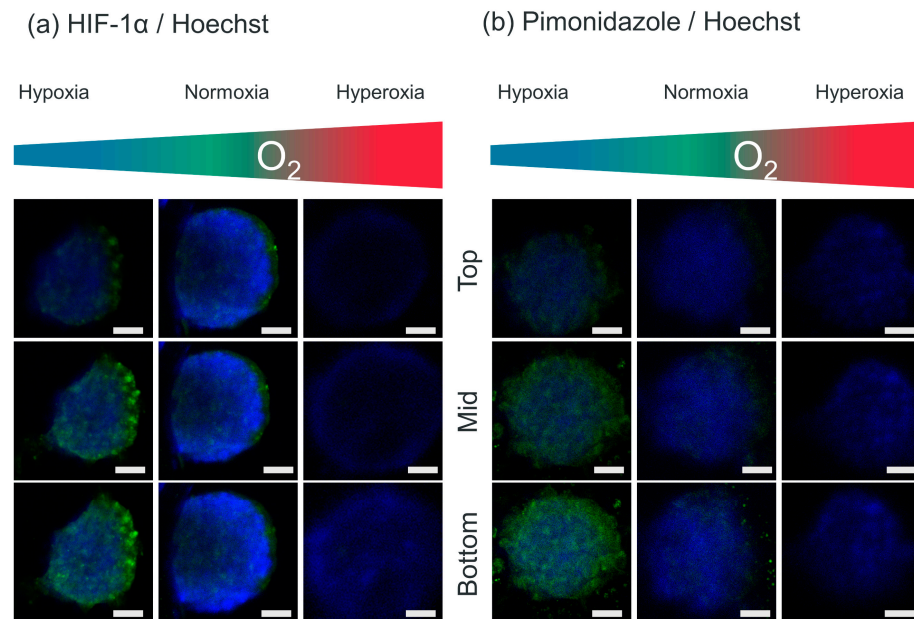 (a) HIF-1α / Hoechst
Hypoxia Normoxia Hyperoxia
O₂
(b) Pimonidazole / Hoechst
Hypoxia Normoxia Hyperoxia
O₂
Top
Mid
Bottom